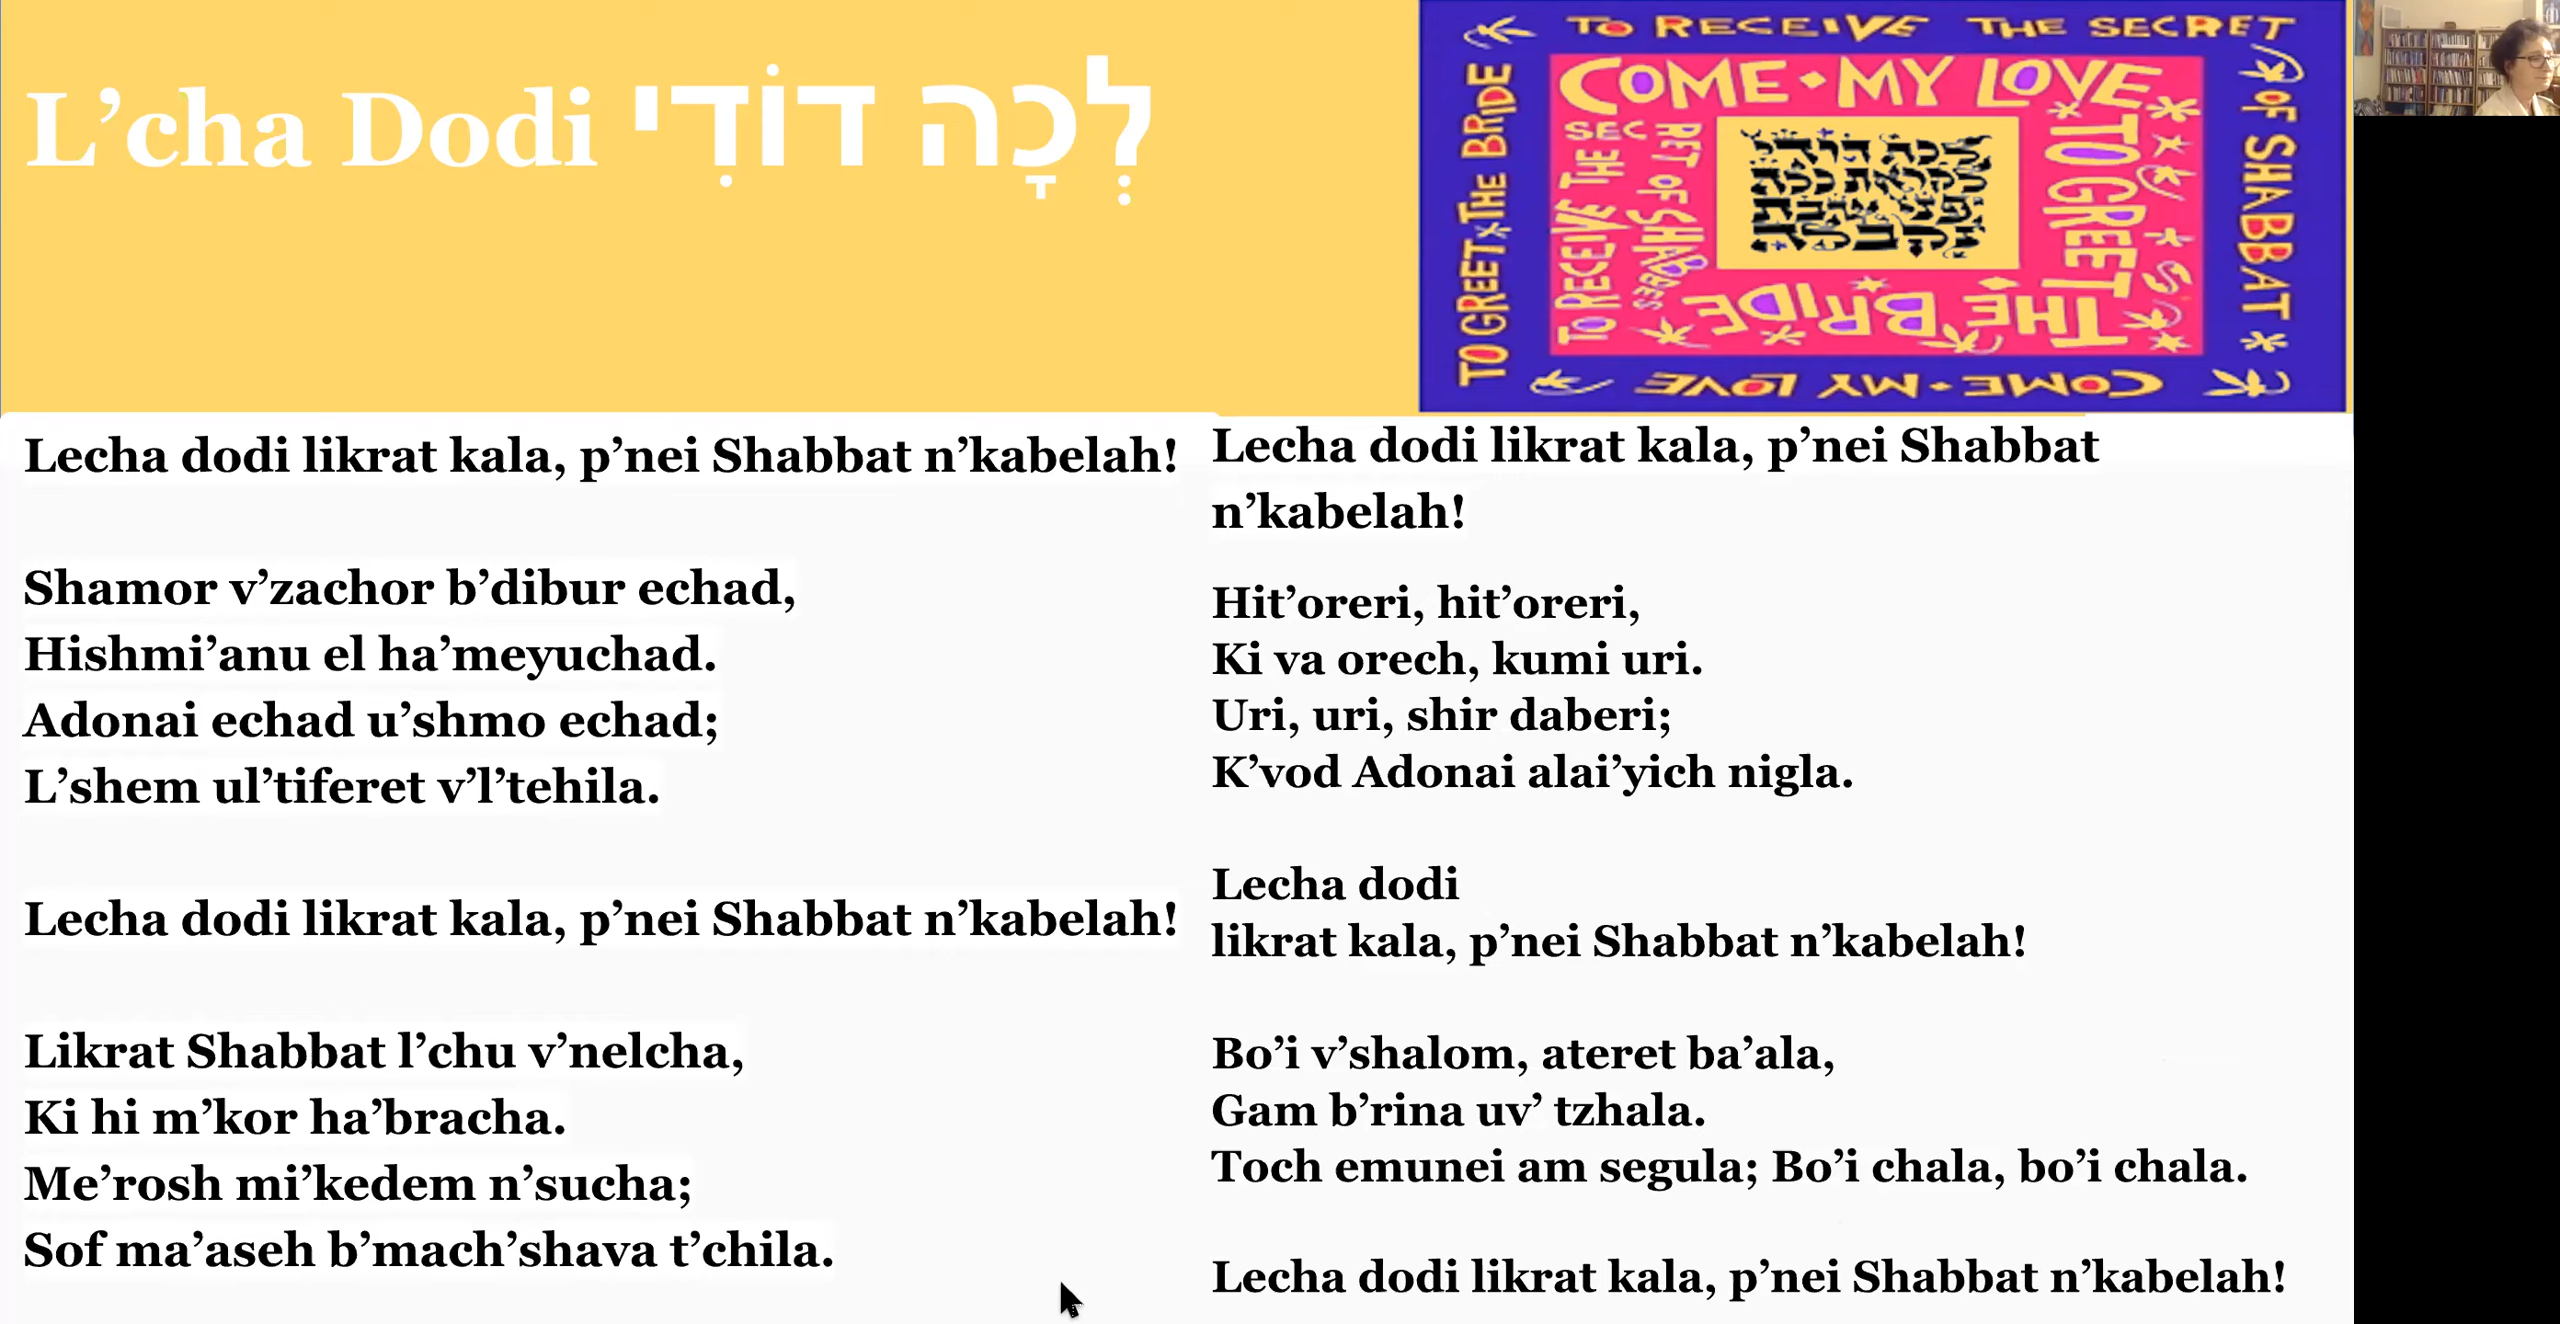 L’cha Dodi לְכָה דוֹדִי
TO RECEIVE THE SECRET
OF SHABBAT
COME • MY LOVE
TO GREET THE BRIDE
COME • MY LOVE
TO GREET
THE BRIDE
TO RECEIVE THE SEC
RET OF SHABBES
Lecha dodi likrat kala, p’nei Shabbat n’kabelah!
Shamor v’zachor b’dibur echad,
Hishmi’anu el ha’meyuchad.
Adonai echad u’shmo echad;
L’shem ul’tiferet v’l’tehila.
Lecha dodi likrat kala, p’nei Shabbat n’kabelah!
Likrat Shabbat l’chu v’nelcha,
Ki hi m’kor ha’bracha.
Me’rosh mi’kedem n’sucha;
Sof ma’aseh b’mach’shava t’chila.
Lecha dodi likrat kala, p’nei Shabbat
n’kabelah!
Hit’oreri, hit’oreri,
Ki va orech, kumi uri.
Uri, uri, shir daberi;
K’vod Adonai alai’yich nigla.
Lecha dodi
likrat kala, p’nei Shabbat n’kabelah!
Bo’i v’shalom, ateret ba’ala,
Gam b’rina uv’ tzhala.
Toch emunei am segula; Bo’i chala, bo’i chala.
Lecha dodi likrat kala, p’nei Shabbat n’kabelah!